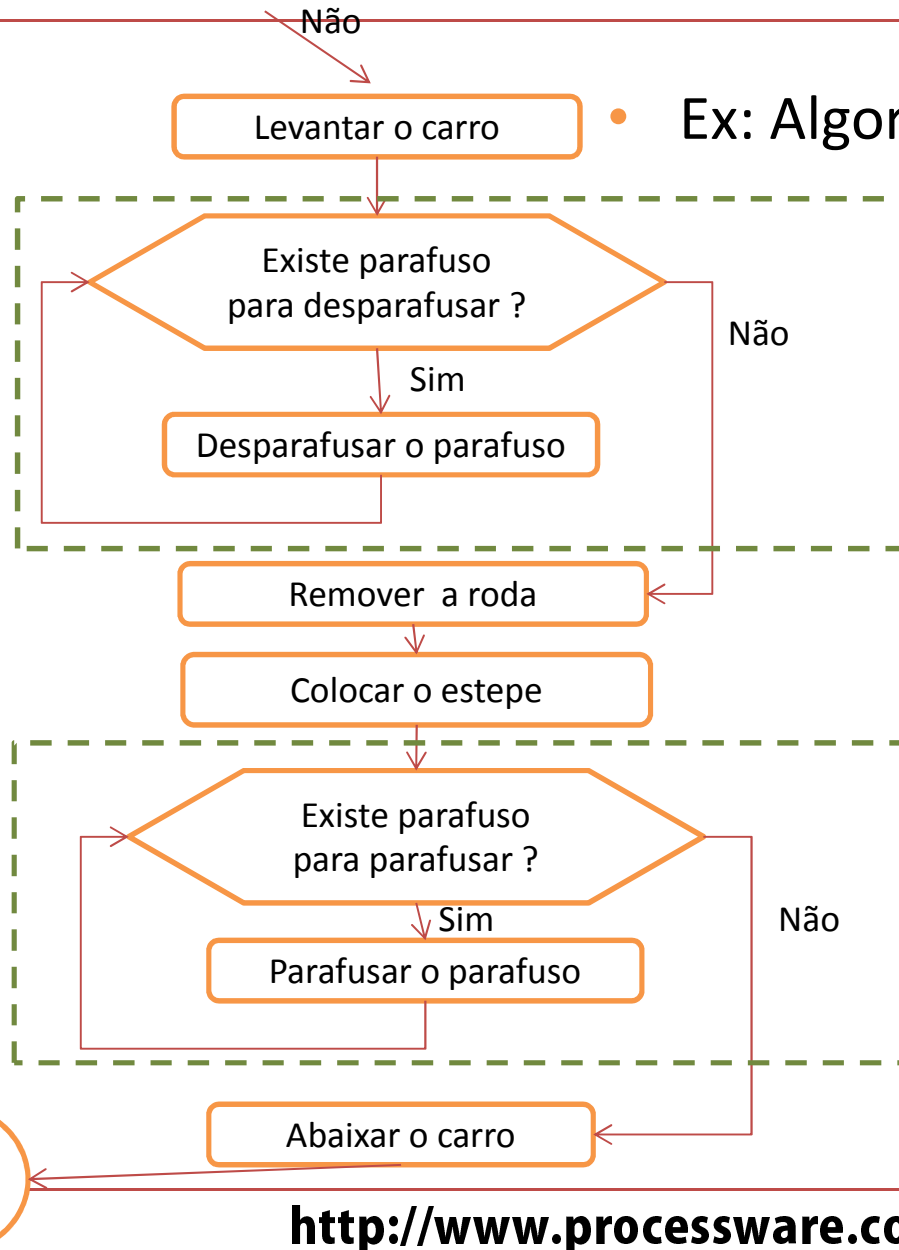 Não
Levantar o carro
• Ex: Algor
Existe parafuso
para desparafusar ?
Não
Sim
Desparafusar o parafuso
Remover a roda
Colocar o estepe
Existe parafuso
para parafusar ?
Sim
Não
Parafusar o parafuso
Abaixar o carro
http://www.processware.co